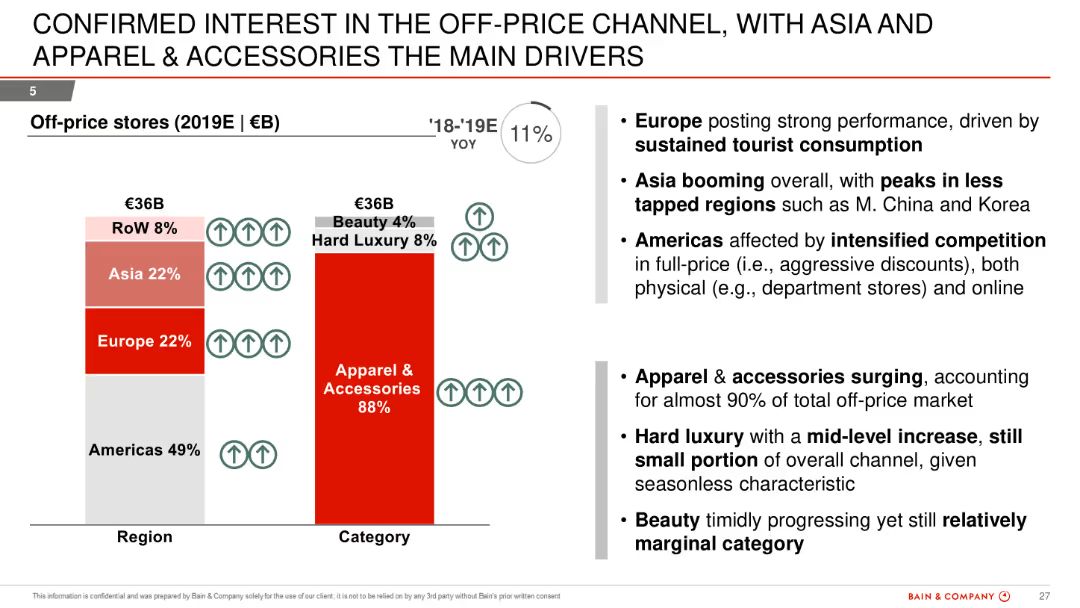 CONFIRMED INTEREST IN THE OFF-PRICE CHANNEL, WITH ASIA AND
APPAREL & ACCESSORIES THE MAIN DRIVERS
5
Off-price stores (2019E | €B)
'18-'19E
YOY
11%
€36B
RoW 8%
Asia 22%
Europe 22%
Americas 49%
Region
€36B
Beauty 4%
Hard Luxury 8%
Apparel &
Accessories
88%
Category
• Europe posting strong performance, driven by
sustained tourist consumption
• Asia booming overall, with peaks in less
tapped regions such as M. China and Korea
• Americas affected by intensified competition
in full-price (i.e., aggressive discounts), both
physical (e.g., department stores) and online
• Apparel & accessories surging, accounting
for almost 90% of total off-price market
• Hard luxury with a mid-level increase, still
small portion of overall channel, given
seasonless characteristic
• Beauty timidly progressing yet still relatively
marginal category
This information is confidential and was prepared by Bain & Company solely for the use of our client; it is not to be relied on by any 3rd party without Bain's prior written consent
BAIN & COMPANY
27